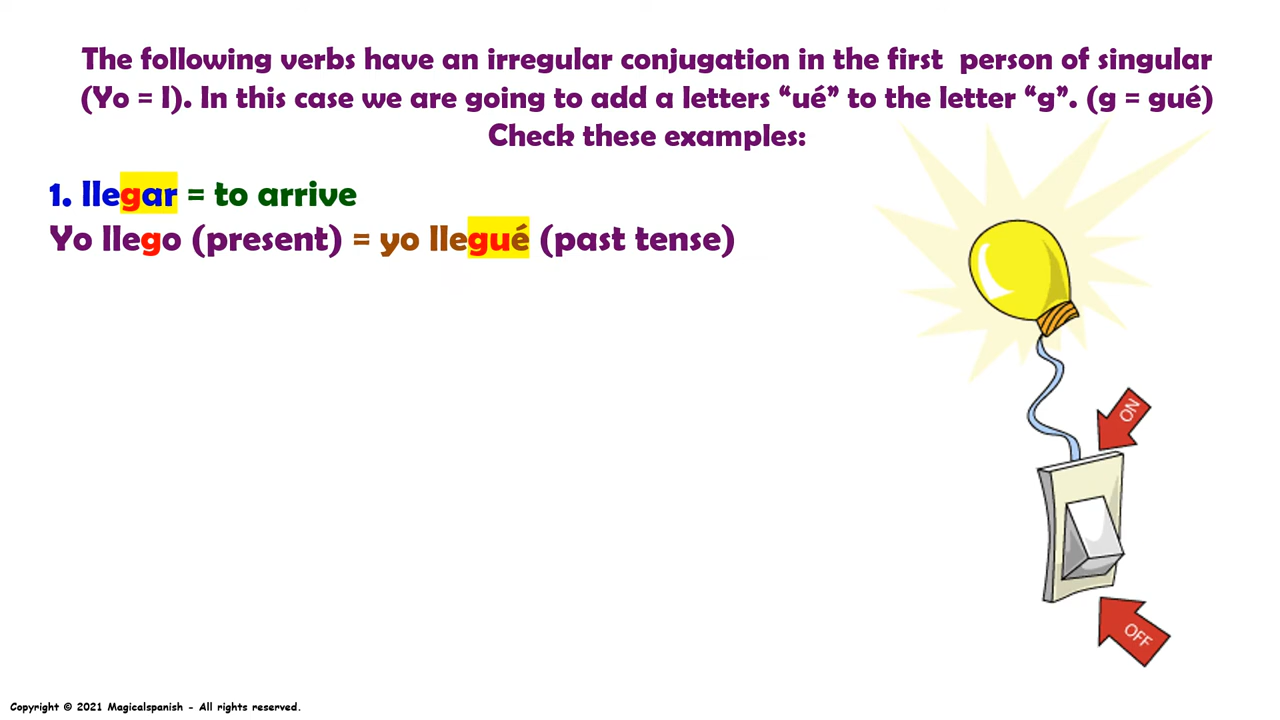 The following verbs have an irregular conjugation in the first person of singular
(Yo = I). In this case we are going to add a letters “ué” to the letter “g”. (g = gué)
Check these examples:
1. llegar = to arrive
Yo llego (present) = yo llegué (past tense)
ON
OFF
Copyright © 2021 Magicalspanish - All rights reserved.